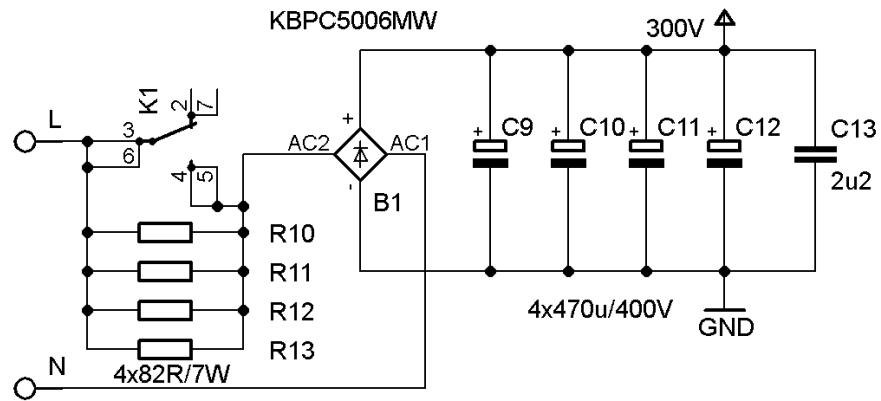 KBPC5006MW
300V
K1
2
7
L
3
6
4
5
+
AC2
AC1
-
B1
+
C9
+
C10
+
C11
+
C12
C13
2u2
R10
R11
R12
R13
4x82R/7W
4x470u/400V
GND
N